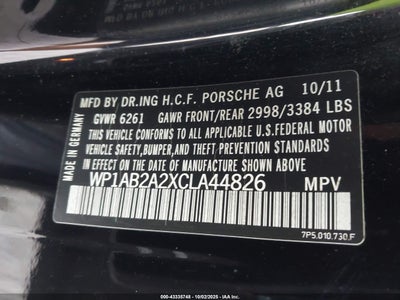 MFD BY DR.ING H.C.F. PORSCHE AG 10/11
GVWR 6261 GAWR FRONT/REAR 2998/3384 LBS
THIS VEHICLE CONFORMS TO ALL APPLICABLE U.S. FEDERAL MOTOR
VEHICLE SAFETY, BUMPER, AND THEFT PREVENTION STANDARDS
IN EFFECT ON THE DATE OF MANUFACTURE SHOWN ABOVE.
WP1AB2A2XCLA44826 MPV
MADE IN GERMANY
7P5.010.730.F
000-43335748 - 10/02/2025 - IAA Inc.